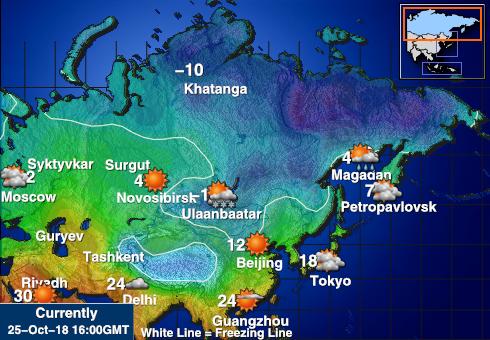 -10
Khatanga
Syktyvkar Surgut
2 4
Moscow Novosibirsk
-1
Ulaanbaatar
4
Magadan
7
Petropavlovsk
Guryev
Tashkent
12
Beijing
18
Tokyo
Riyadh
30
24
Delhi
24
Guangzhou
Currently
25-Oct-18 16:00GMT
White Line = Freezing Line